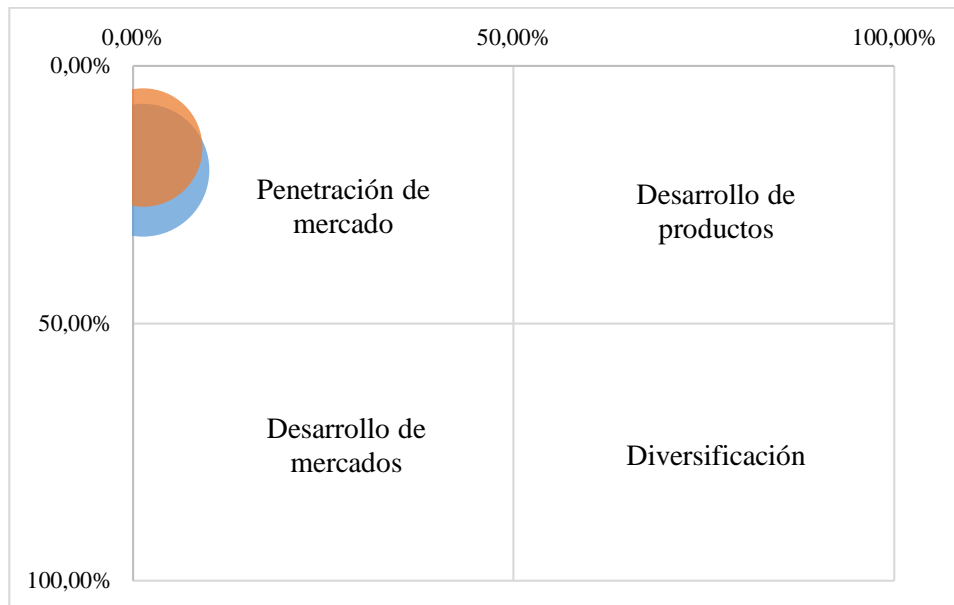 0,00%
50,00%
100,00%
0,00%
Penetración de
mercado
Desarrollo de
productos
50,00%
Desarrollo de
mercados
Diversificación
100,00%